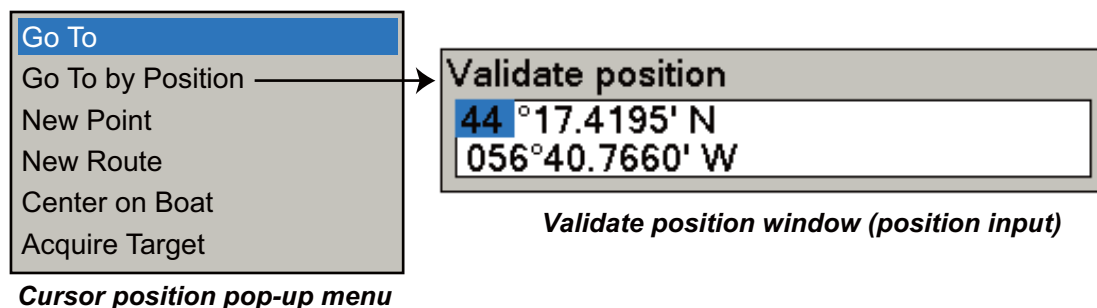 Go To
Go To by Position
New Point
New Route
Center on Boat
Acquire Target
Cursor position pop-up menu
Validate position
44 °17.4195' N
056°40.7660' W
Validate position window (position input)